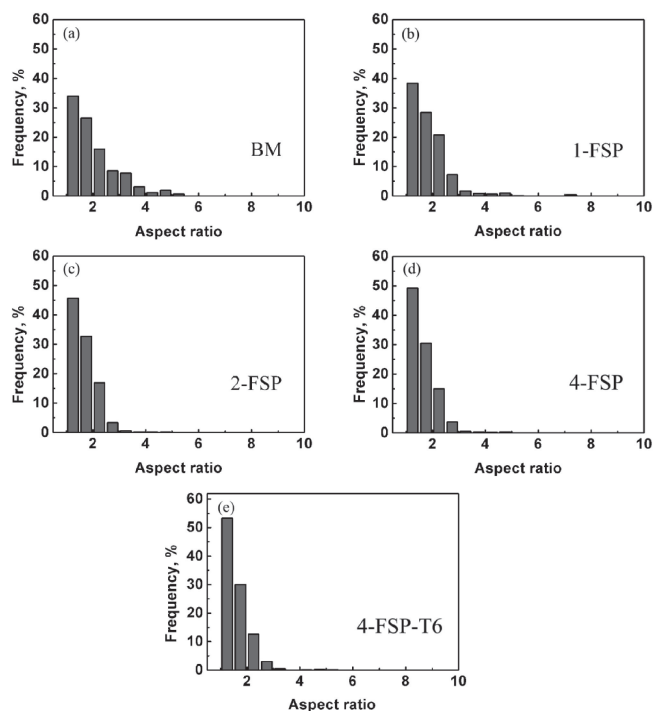 (a)
60
50
40
30
20
10
0
Frequency, %
BM
2 4 6 8 10
Aspect ratio
(b)
60
50
40
30
20
10
0
Frequency, %
1-FSP
2 4 6 8 10
Aspect ratio
(c)
60
50
40
30
20
10
0
Frequency, %
2-FSP
2 4 6 8 10
Aspect ratio
(d)
60
50
40
30
20
10
0
Frequency, %
4-FSP
2 4 6 8 10
Aspect ratio
(e)
60
50
40
30
20
10
0
Frequency, %
4-FSP-T6
2 4 6 8 10
Aspect ratio